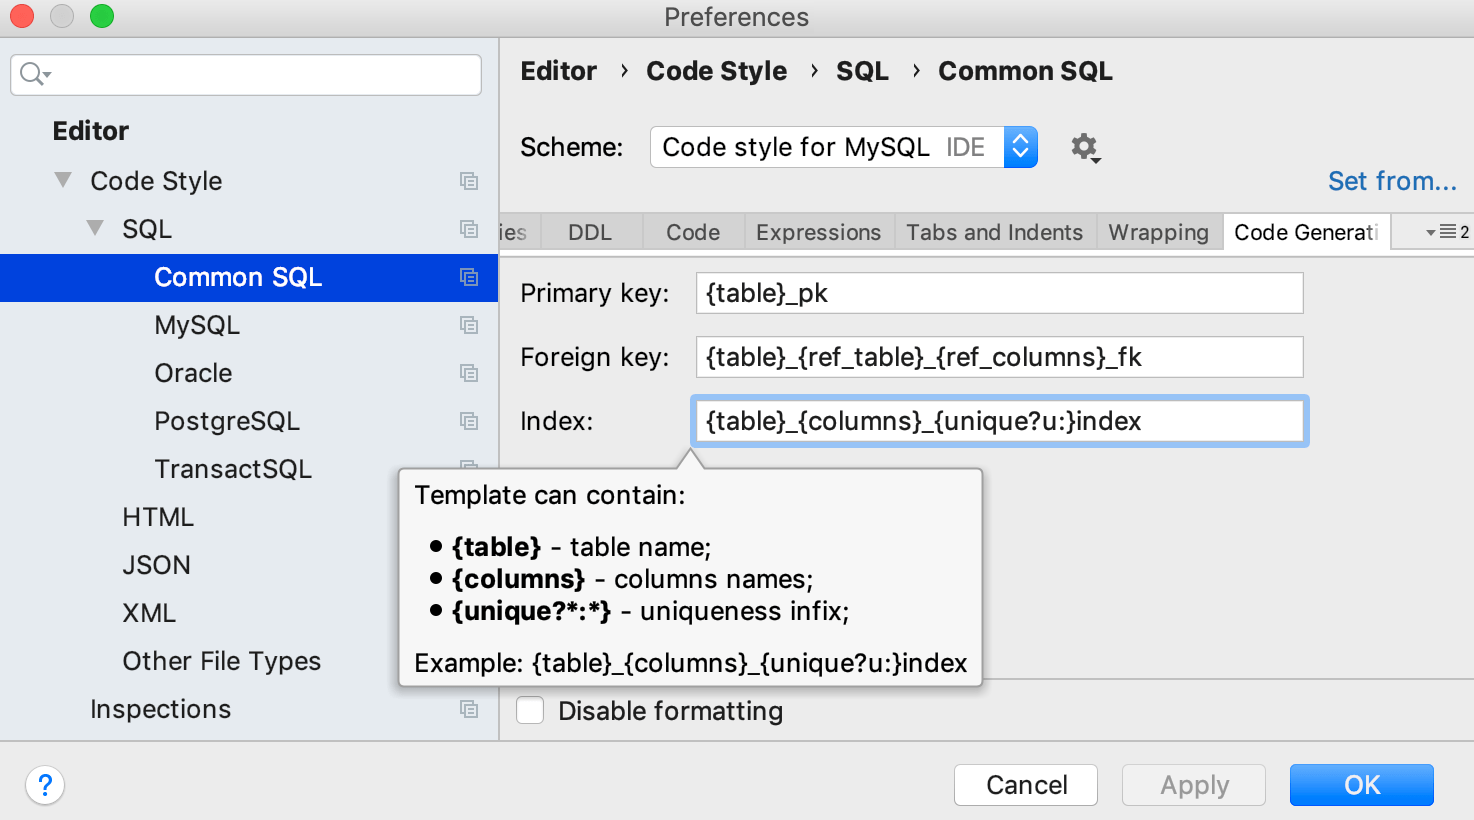 Preferences
Editor
Code Style
SQL
Common SQL
MySQL
Oracle
PostgreSQL
TransactSQL
HTML
JSON
XML
Other File Types
Inspections
Editor › Code Style › SQL › Common SQL
Scheme: Code style for MySQL IDE
Set from...
ies DDL Code Expressions Tabs and Indents Wrapping Code Generati 2
Primary key: {table}_pk
Foreign key: {table}_{ref_table}_{ref_columns}_fk
Index: {table}_{columns}_{unique?u:}index
Template can contain:
• {table} - table name;
• {columns} - columns names;
• {unique?*:*} - uniqueness infix;
Example: {table}_{columns}_{unique?u:}index
Disable formatting
? Cancel Apply OK